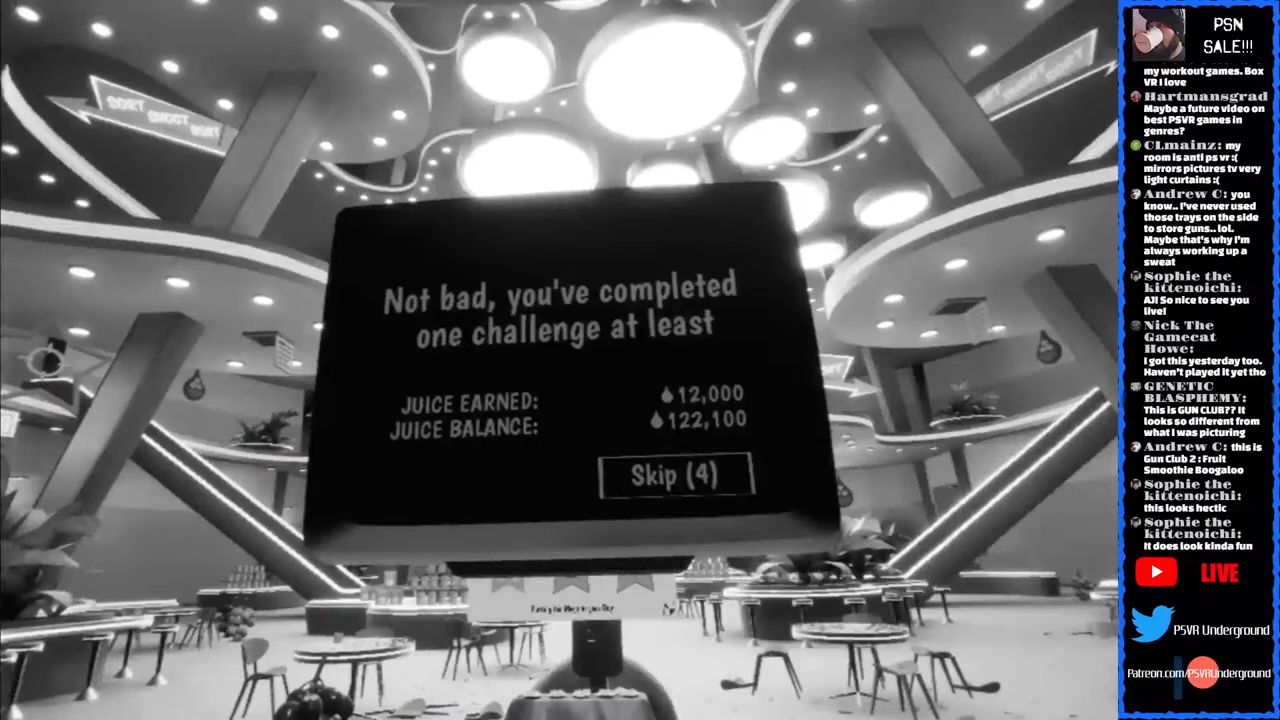 SORT SHOOT SORT
Not bad, you've completed
one challenge at least
JUICE EARNED: 12,000
JUICE BALANCE: 122,100
Skip (4)
PSN
SALE!!!
my workout games. Box
VR I love
Hartmansgrad
Maybe a future video on
best PSVR games in
genres?
CLmainz: my
room is anti ps vr :(
mirrors pictures tv very
light curtains :(
Andrew C: you
know.. I've never used
those trays on the side
to store guns.. lol.
Maybe that's why I'm
always working up a
sweat
Sophie the
kittenoichi:
AJ! So nice to see you
live!
Nick The
Gamecat
Howe:
I got this yesterday too.
Haven't played it yet tho
GENETIC
BLASPHEMY:
This is GUN CLUB?? It
looks so different from
what I was picturing
Andrew C: this is
Gun Club 2 : Fruit
Smoothie Boogaloo
Sophie the
kittenoichi:
this looks hectic
Sophie the
kittenoichi:
It does look kinda fun
LIVE
PSVR Underground
Patreon.com/PSVRUnderground